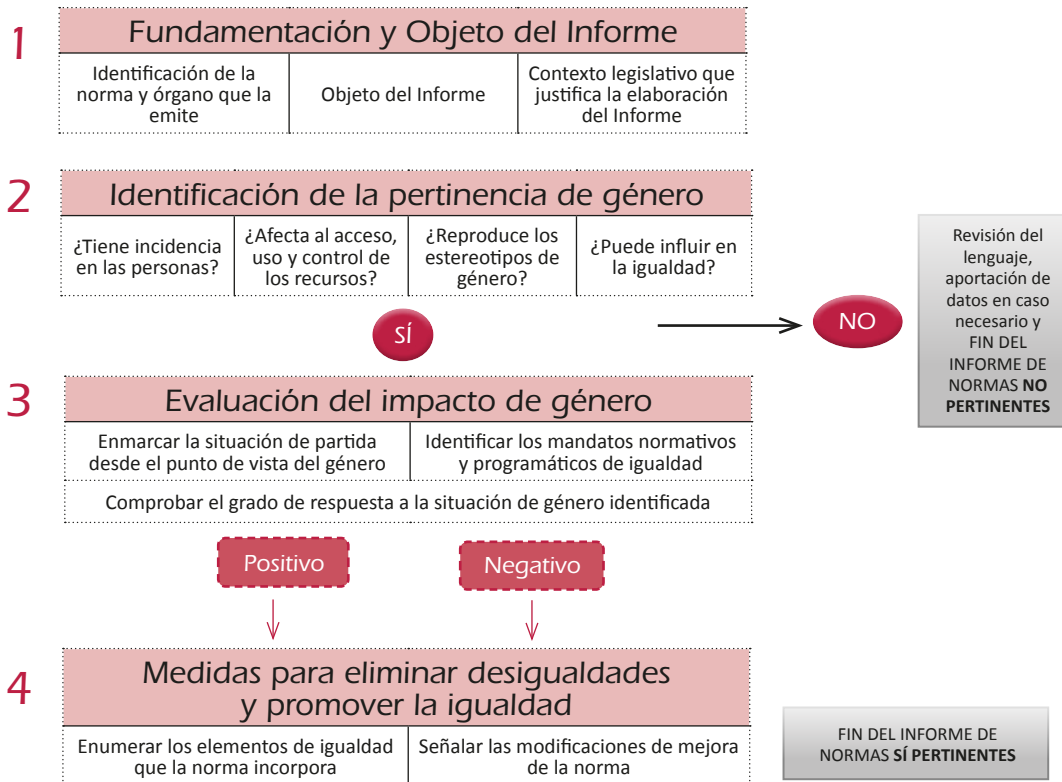 1
Fundamentación y Objeto del Informe
Identificación de la
norma y órgano que la
emite
Objeto del Informe
Contexto legislativo que
justifica la elaboración
del Informe
2
Identificación de la pertinencia de género
¿Tiene incidencia
en las personas?
¿Afecta al acceso,
uso y control de
los recursos?
¿Reproduce los
estereotipos de
género?
¿Puede influir en
la igualdad?
SÍ
NO
Revisión del
lenguaje,
aportación de
datos en caso
necesario y
FIN DEL
INFORME DE
NORMAS NO
PERTINENTES
3
Evaluación del impacto de género
Enmarcar la situación de partida
desde el punto de vista del género
Identificar los mandatos normativos
y programáticos de igualdad
Comprobar el grado de respuesta a la situación de género identificada
Positivo
Negativo
4
Medidas para eliminar desigualdades
y promover la igualdad
Enumerar los elementos de igualdad
que la norma incorpora
Señalar las modificaciones de mejora
de la norma
FIN DEL INFORME DE
NORMAS SÍ PERTINENTES